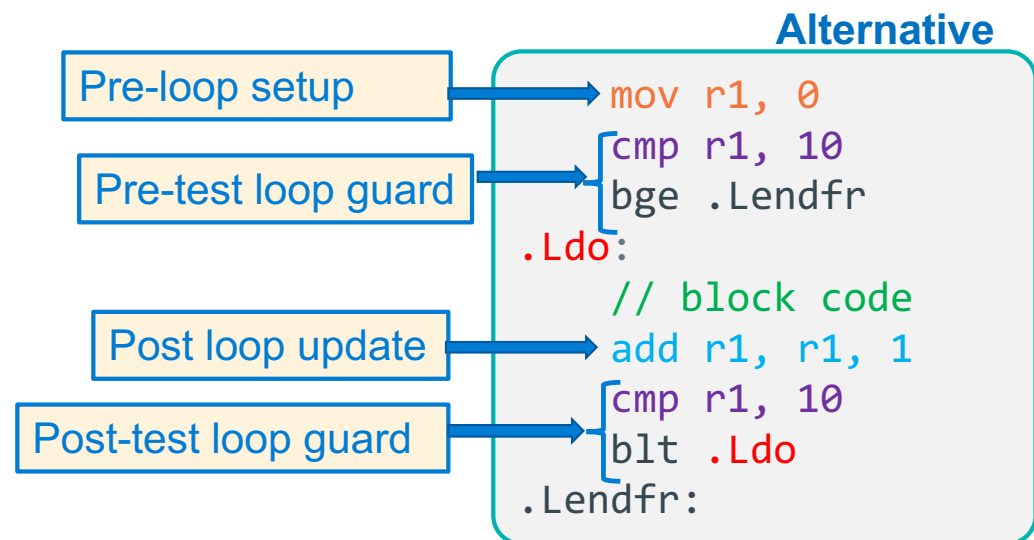 Alternative
Pre-loop setup
mov r1, 0
Pre-test loop guard
cmp r1, 10
bge .Lendfr
.Ldo:
// block code
Post loop update
add r1, r1, 1
Post-test loop guard
cmp r1, 10
blt .Ldo
.Lendfr: